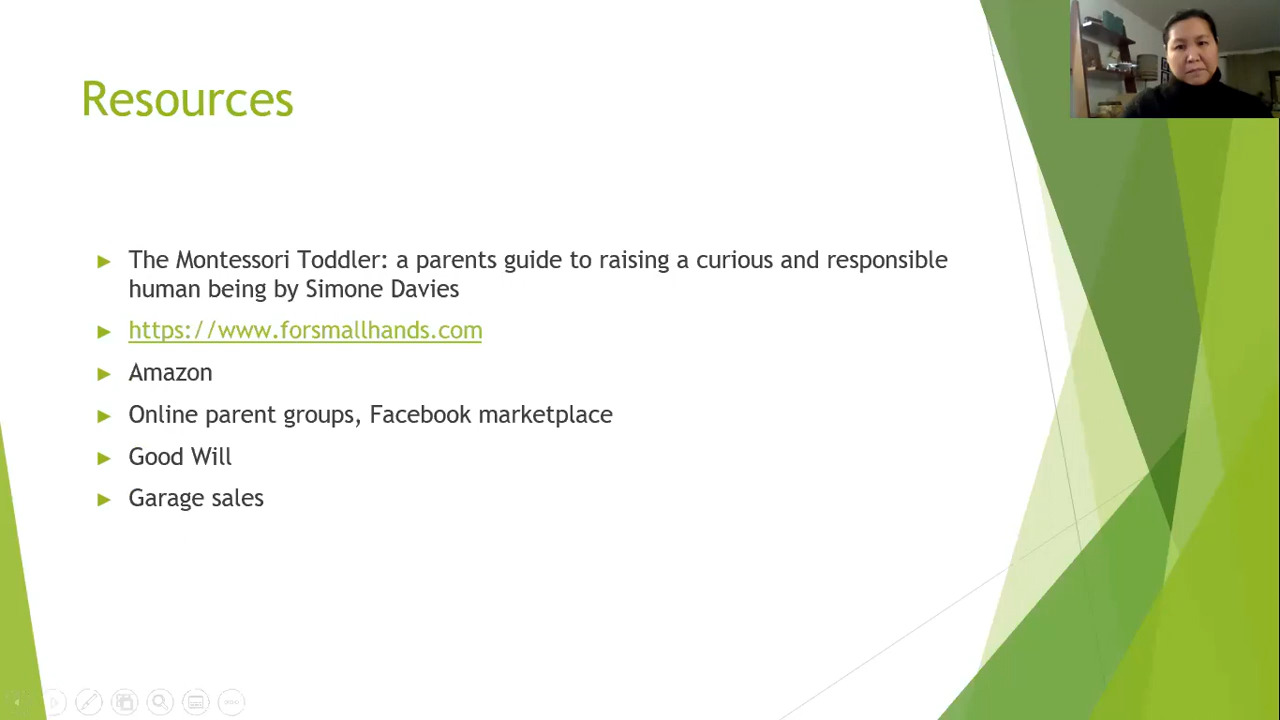 Resources
The Montessori Toddler: a parents guide to raising a curious and responsible
human being by Simone Davies
https://www.forsmallhands.com
Amazon
Online parent groups, Facebook marketplace
Good Will
Garage sales